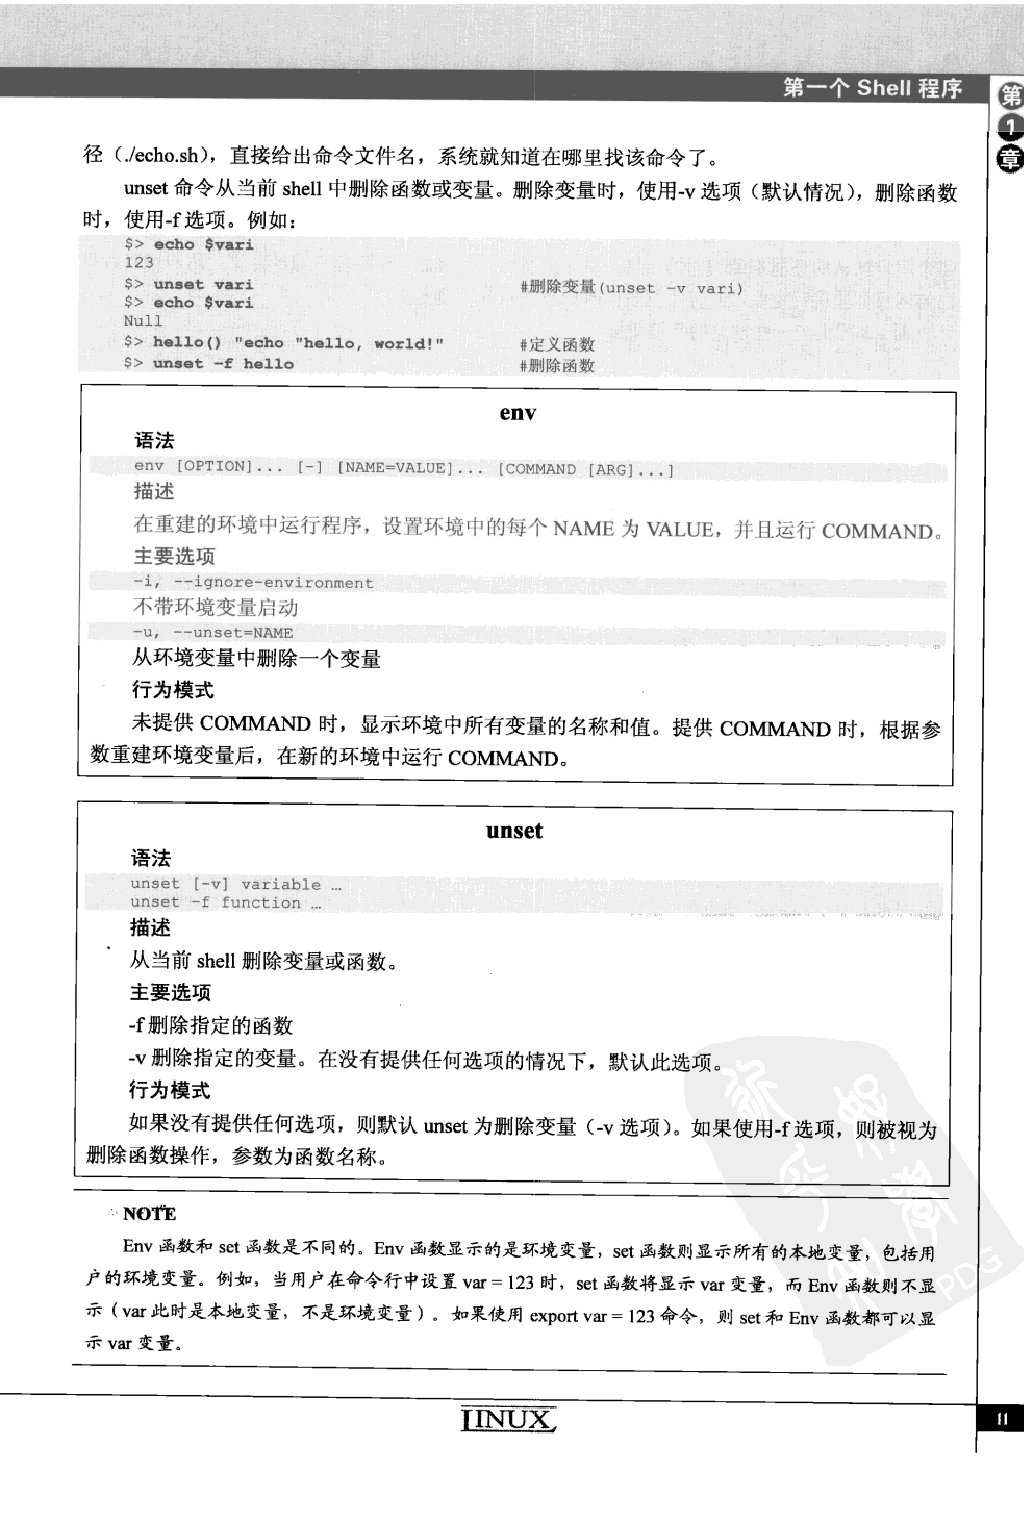 第一个 Shell 程序
第
1
章
径（./echo.sh），直接给出命令文件名，系统就知道在哪里找该命令了。
unset 命令从当前 shell 中删除函数或变量。删除变量时，使用-v 选项（默认情况），删除函数
时，使用-f 选项。例如：
$> echo $vari
123
$> unset vari #删除变量(unset -v vari)
$> echo $vari
Null
$> hello() "echo "hello, world!" #定义函数
$> unset -f hello #删除函数
env
语法
env [OPTION]... [-] [NAME=VALUE]... [COMMAND [ARG]...]
描述
在重建的环境中运行程序，设置环境中的每个 NAME 为 VALUE，并且运行 COMMAND。
主要选项
-i, --ignore-environment
不带环境变量启动
-u, --unset=NAME
从环境变量中删除一个变量
行为模式
未提供 COMMAND 时，显示环境中所有变量的名称和值。提供 COMMAND 时，根据参
数重建环境变量后，在新的环境中运行 COMMAND。
unset
语法
unset [-v] variable …
unset -f function …
描述
从当前 shell 删除变量或函数。
主要选项
-f 删除指定的函数
-v 删除指定的变量。在没有提供任何选项的情况下，默认此选项。
行为模式
如果没有提供任何选项，则默认 unset 为删除变量（-v 选项）。如果使用-f 选项，则被视为
删除函数操作，参数为函数名称。
NOTE
Env 函数和 set 函数是不同的。Env 函数显示的是环境变量，set 函数则显示所有的本地变量，包括用
户的环境变量。例如，当用户在命令行中设置 var = 123 时，set 函数将显示 var 变量，而 Env 函数则不显
示（var 此时是本地变量，不是环境变量）。如果使用 export var = 123 命令，则 set 和 Env 函数都可以显
示 var 变量。
PDG
LINUX
11